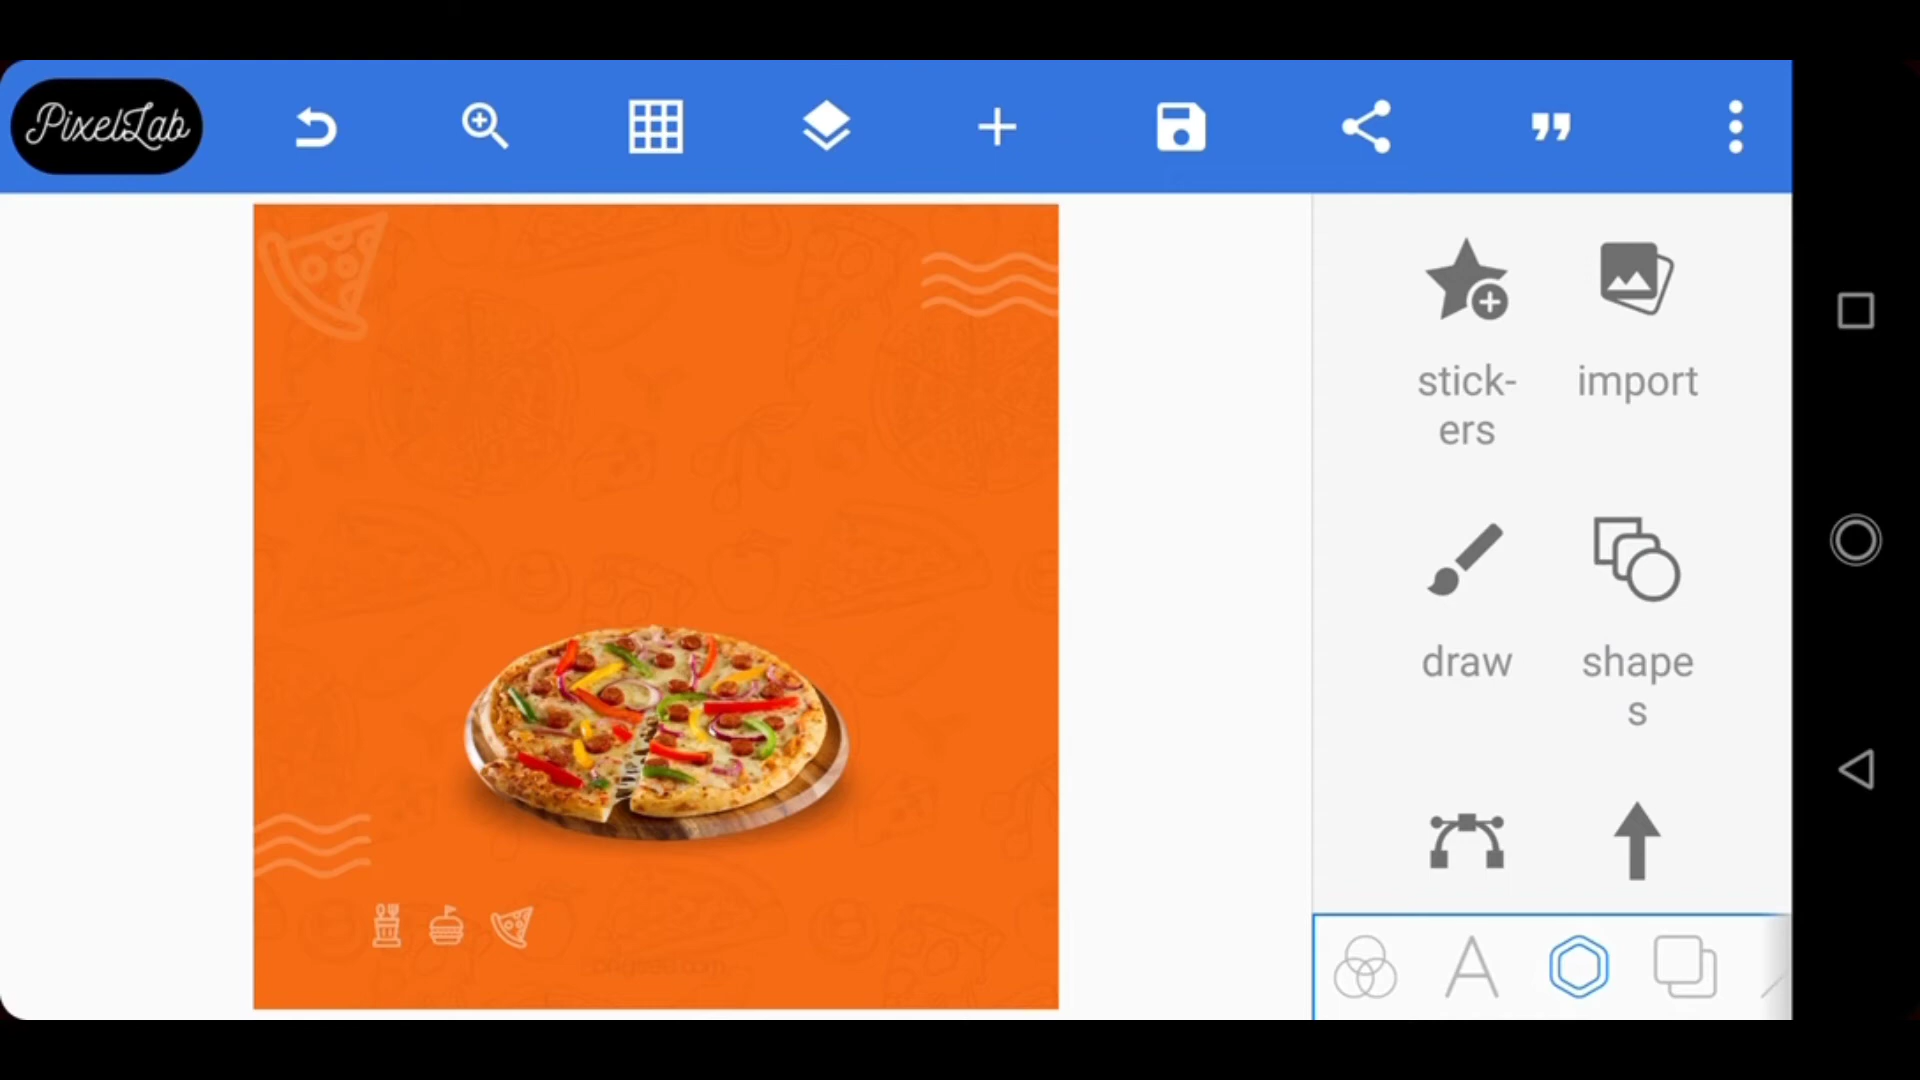 PixelLab
stick-
ers
import
draw
shape
s